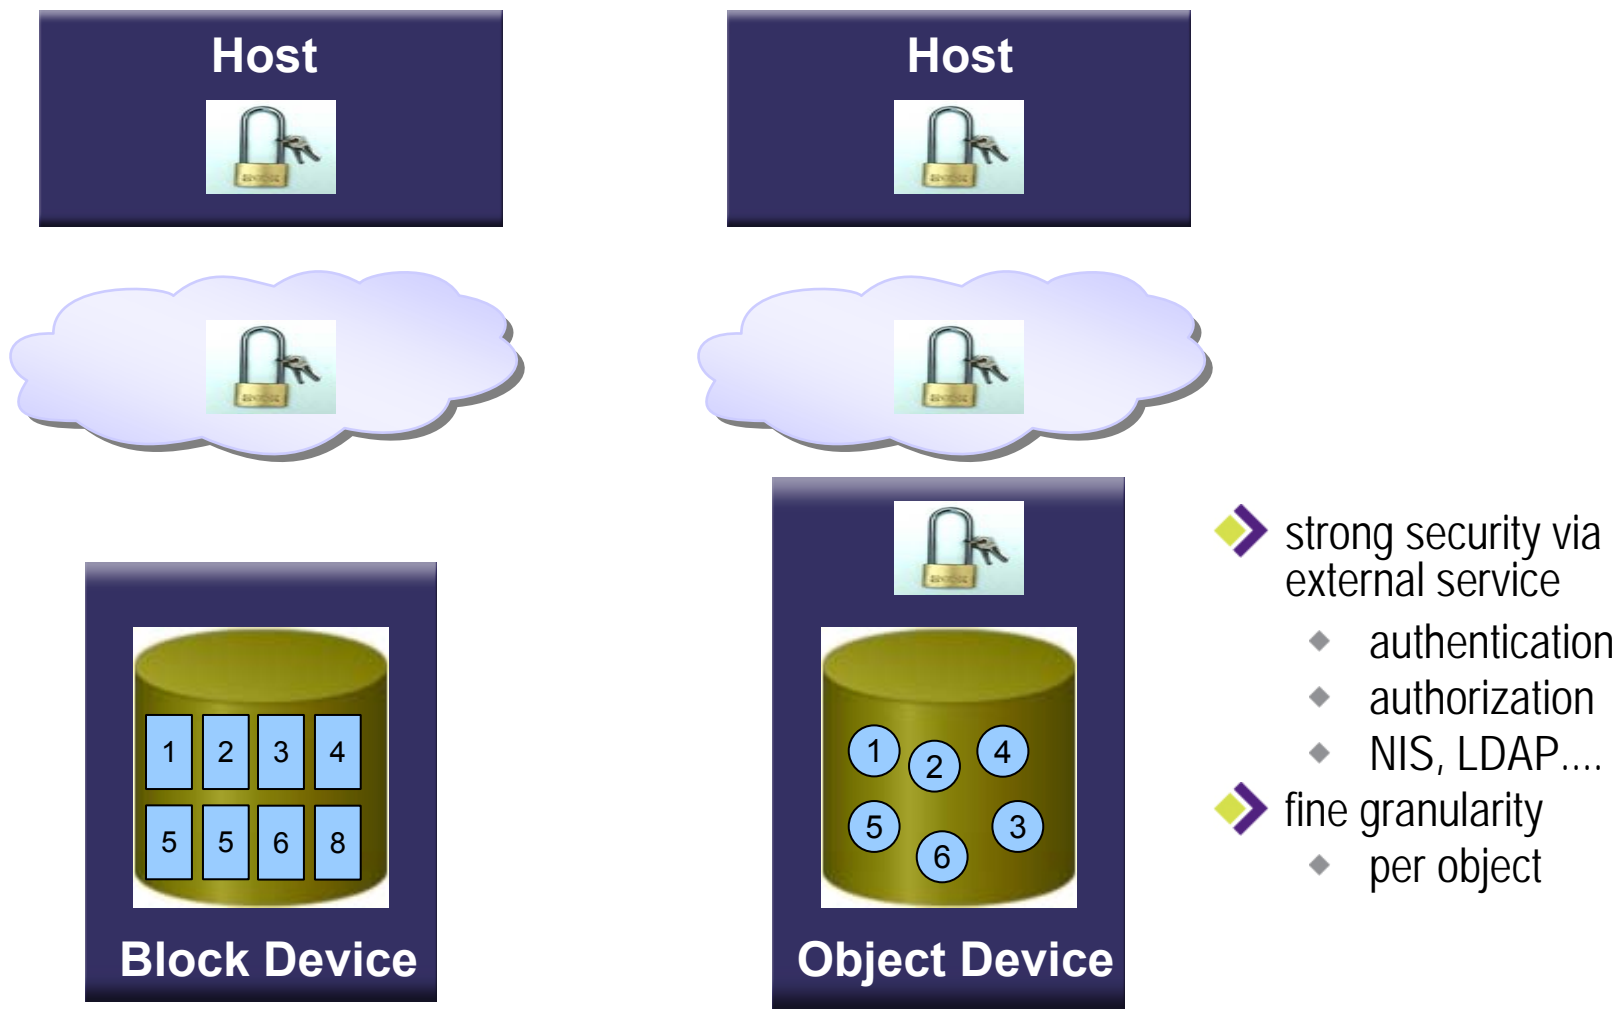 Host
Host
1 2 3 4
5 5 6 8
Block Device
1 2 4
5 6 3
Object Device
strong security via
external service
authentication
authorization
NIS, LDAP....
fine granularity
per object